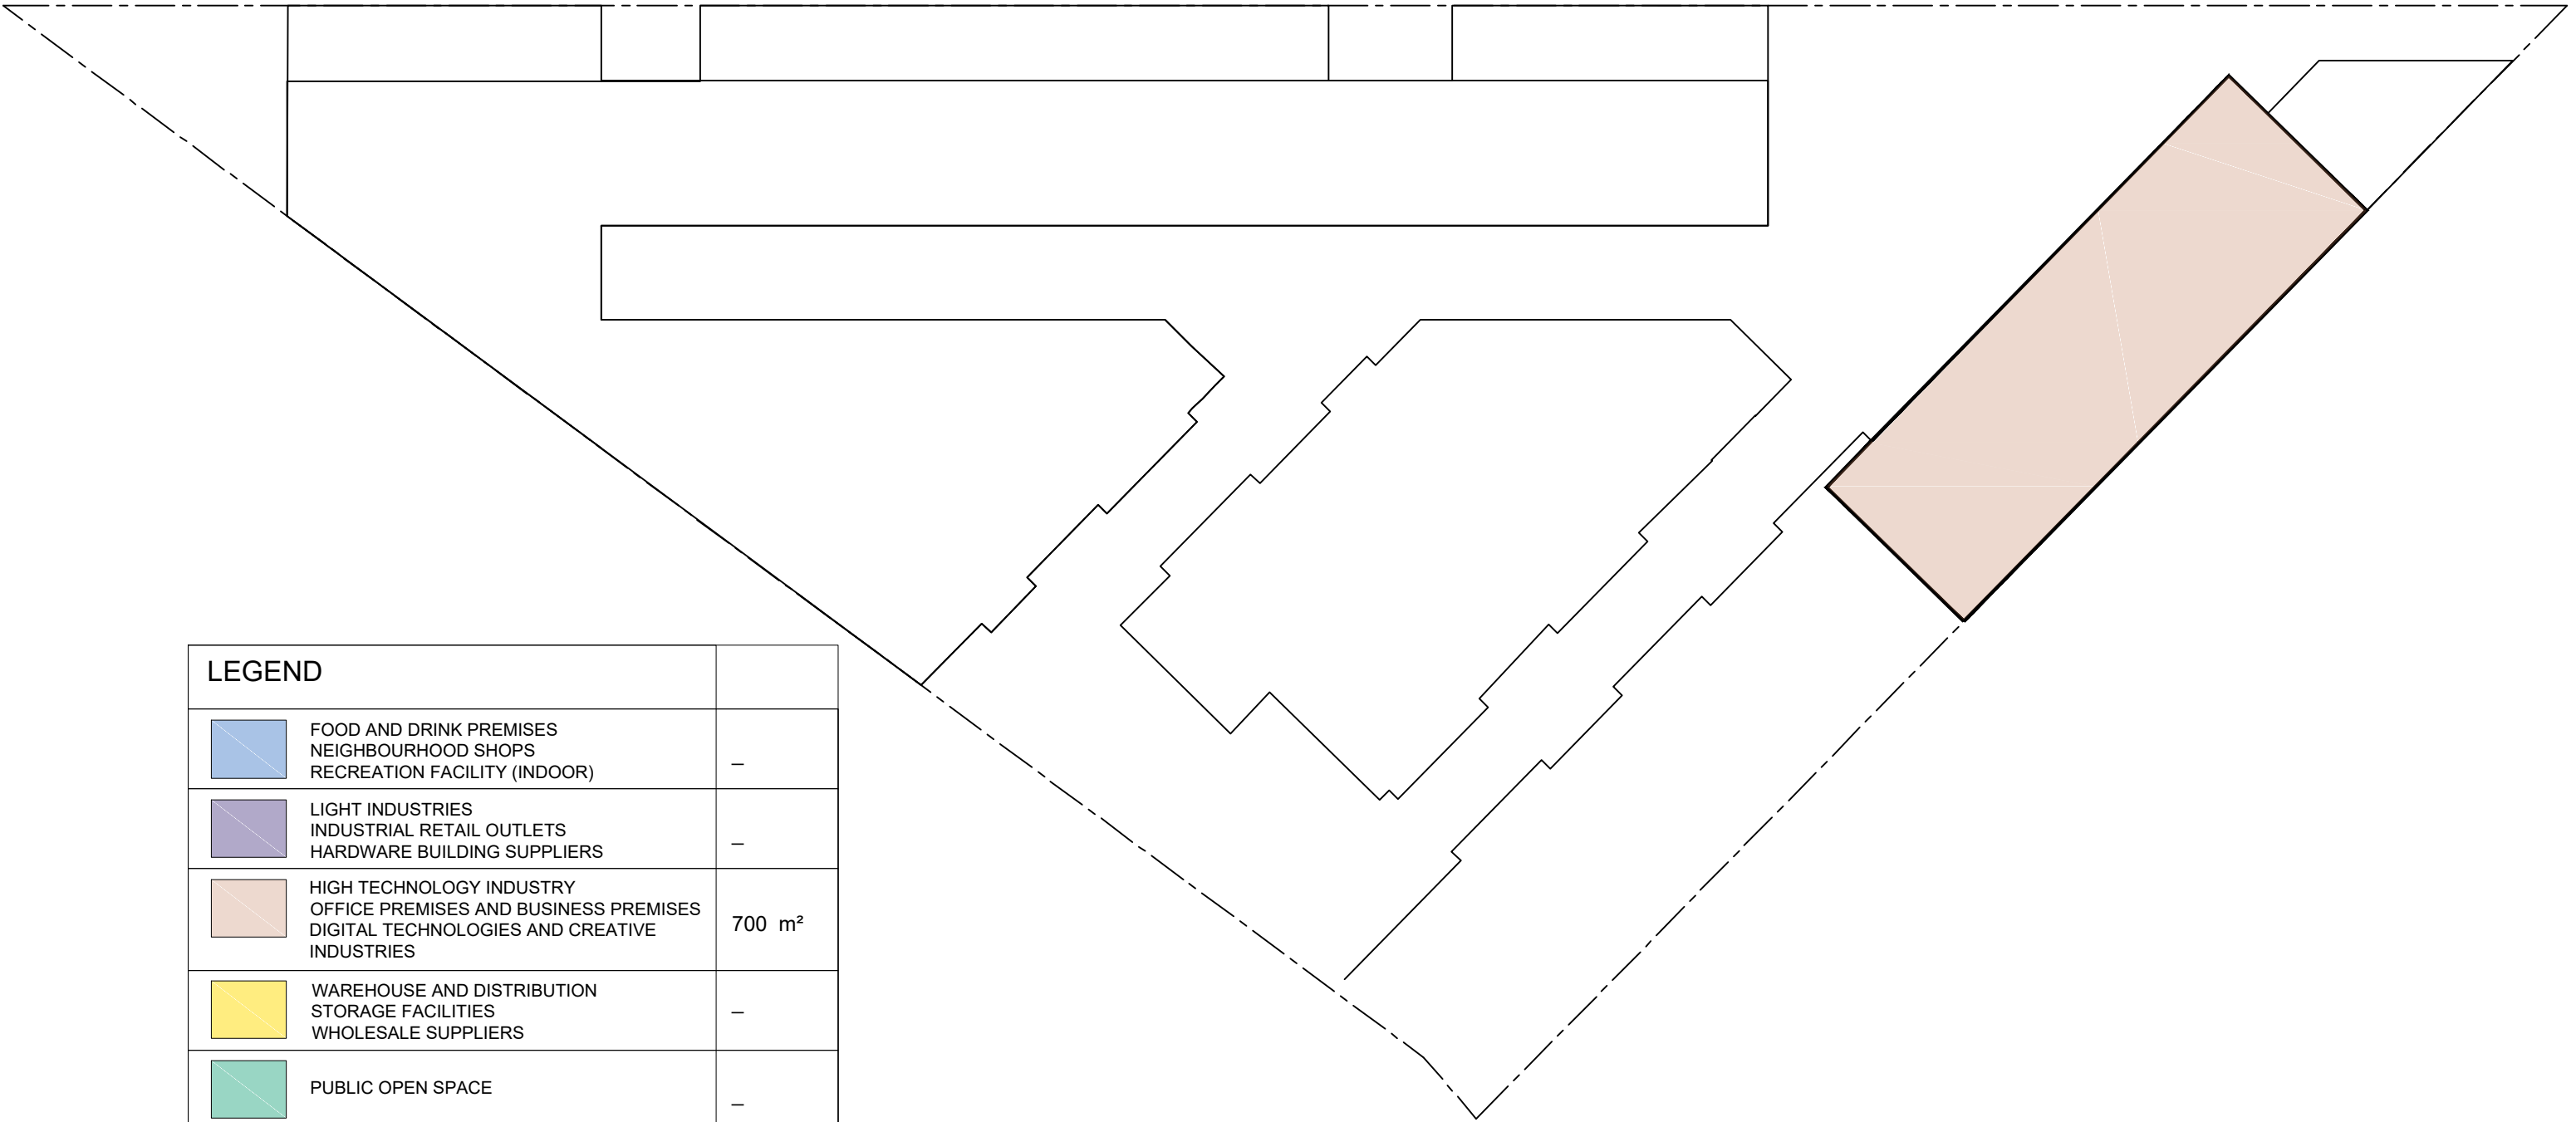 LEGEND
FOOD AND DRINK PREMISES
NEIGHBOURHOOD SHOPS
RECREATION FACILITY (INDOOR)
–
LIGHT INDUSTRIES
INDUSTRIAL RETAIL OUTLETS
HARDWARE BUILDING SUPPLIERS
–
HIGH TECHNOLOGY INDUSTRY
OFFICE PREMISES AND BUSINESS PREMISES
DIGITAL TECHNOLOGIES AND CREATIVE
INDUSTRIES
700 m²
WAREHOUSE AND DISTRIBUTION
STORAGE FACILITIES
WHOLESALE SUPPLIERS
–
PUBLIC OPEN SPACE
–